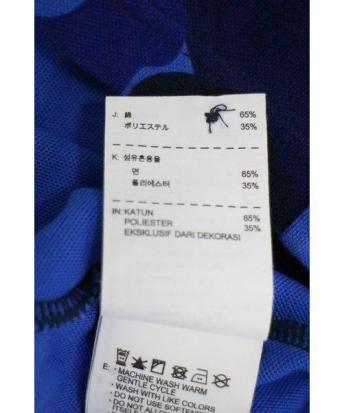 J: 綿 65%
ポリエステル 35%
K: 섬유혼용율
면 65%
폴리에스터 35%
IN: KATUN 65%
POLIESTER 35%
EKSKLUSIF DARI DEKORASI
E: • MACHINE WASH WARM
GENTLE CYCLE
• WASH WITH LIKE COLORS
• DO NOT USE SOFTENER